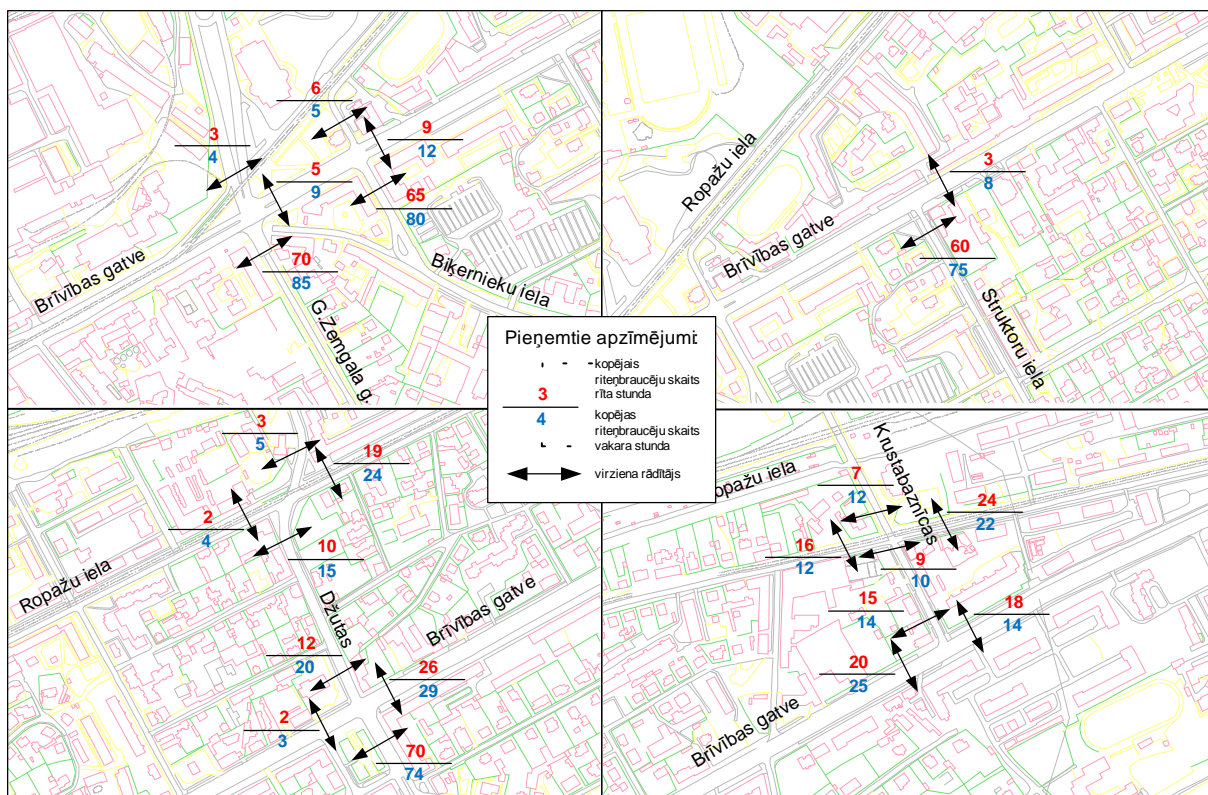 6
5
3
4
9
12
5
9
65
80
70
85
Brīvības gatve
Biķernieku iela
G.Zemgala g.
Ropažu iela
3
8
Brīvības gatve
60
75
Struktoru iela
Pieņemtie apzīmējumi:
kopējais
riteņbraucēju skaits
rīta stunda
3
4
kopējas
riteņbraucēju skaits
vakara stunda
virziena rādītājs
3
5
19
24
2
4
10
15
Ropažu iela
Džutas
Brīvības gatve
12
20
26
29
2
3
70
74
Krustabaznīcas
opažu iela
7
12
24
22
16
12
9
10
15
14
18
14
20
25
Brīvības gatve